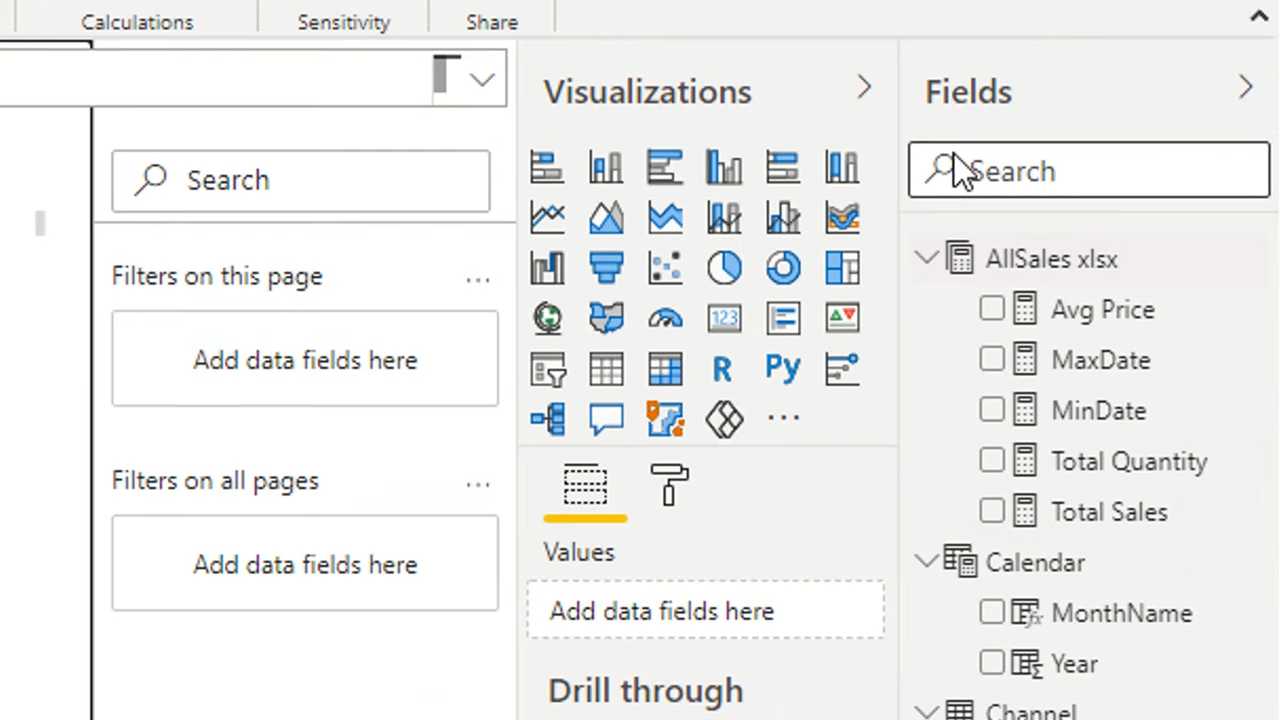 Calculations
Sensitivity
Share
Search
Filters on this page
...
Add data fields here
Filters on all pages
...
Add data fields here
Visualizations
123
R
Py
...
Values
Add data fields here
Drill through
Fields
Search
AllSales xlsx
Avg Price
MaxDate
MinDate
Total Quantity
Total Sales
Calendar
MonthName
Year
Channel